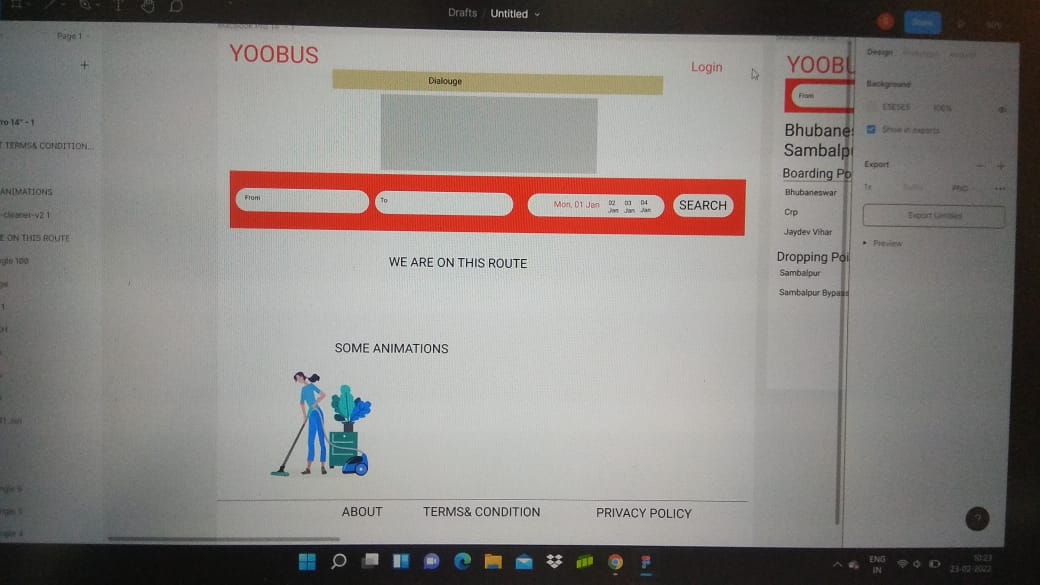 Drafts / Untitled
Page 1
YOOBUS
Login
Dialouge
From
To
Mon, 01 Jan
02 Jan
03 Jan
04 Jan
SEARCH
WE ARE ON THIS ROUTE
SOME ANIMATIONS
ABOUT
TERMS& CONDITION
PRIVACY POLICY
ro 14" - 1
T TERMS& CONDITION...
ANIMATIONS
-cleaner-v2 1
E ON THIS ROUTE
ngle 100
YOOBU
From
Bhubane
Sambalp
Boarding Po
Bhubaneswar
Crp
Jaydev Vihar
Dropping Poi
Sambalpur
Sambalpur Bypass
Design
Background
E5E5E5
100%
Show in exports
Export
1x
PNG
Export Untitled
Preview
?
ENG
IN
10:23
23-02-2022